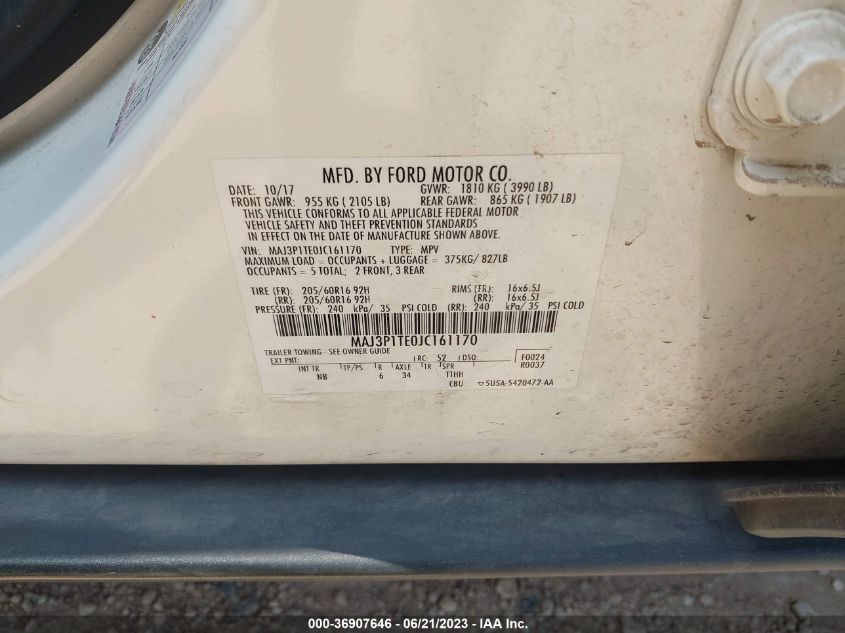 MFD. BY FORD MOTOR CO.
DATE: 10/17 GVWR: 1810 KG ( 3990 LB)
FRONT GAWR: 955 KG ( 2105 LB) REAR GAWR: 865 KG ( 1907 LB)
THIS VEHICLE CONFORMS TO ALL APPLICABLE FEDERAL MOTOR
VEHICLE SAFETY AND THEFT PREVENTION STANDARDS
IN EFFECT ON THE DATE OF MANUFACTURE SHOWN ABOVE.
VIN: MAJ3P1TE0JC161170 TYPE: MPV
MAXIMUM LOAD = OCCUPANTS + LUGGAGE = 375KG/ 827LB
OCCUPANTS = 5 TOTAL; 2 FRONT, 3 REAR
TIRE (FR): 205/60R16 92H RIMS (FR): 16x6.5J
(RR): 205/60R16 92H (RR): 16x6.5J
PRESSURE (FR): 240 kPa/ 35 PSI COLD (RR): 240 kPa/ 35 PSI COLD
MAJ3P1TE0JC161170
TRAILER TOWING - SEE OWNER GUIDE
EXT PNT: RC: 52 DSO: F0024
R0037
INT TR TP/PS R AXLE TR SPR
NB 6 34 TTHH
CBU SU5A-5420472-AA
000-36907646 - 06/21/2023 - IAA Inc.